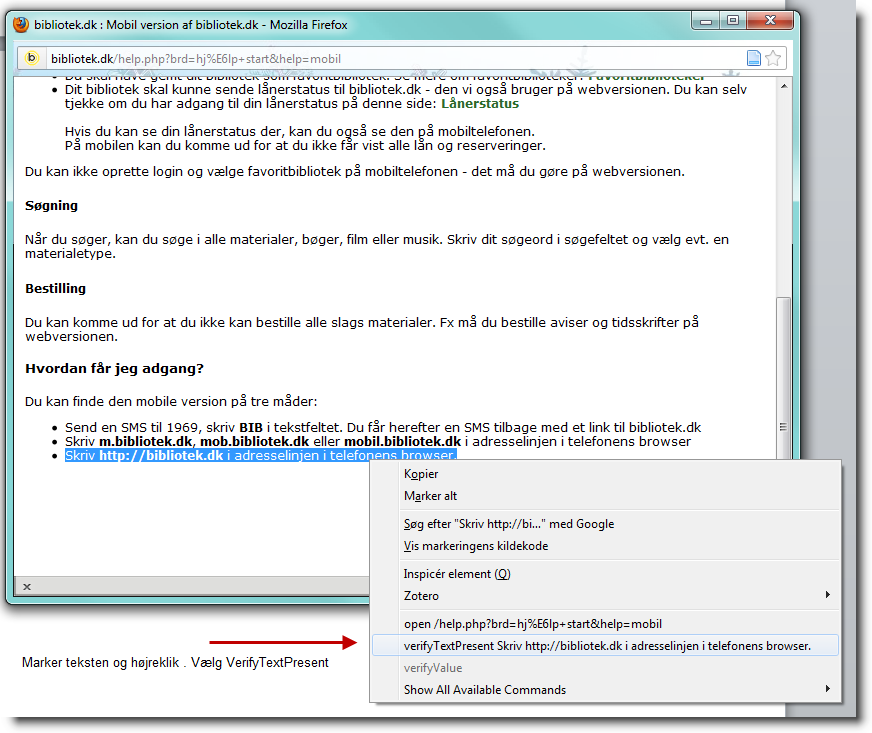 bibliotek.dk : Mobil version af bibliotek.dk - Mozilla Firefox
b bibliotek.dk/help.php?brd=hj%E6lp+start&help=mobil
Du skal have gemt dit bibliotek som favoritbibliotek. Se mere om favoritbiblioteker: Favoritbiblioteker
• Dit bibliotek skal kunne sende lånerstatus til bibliotek.dk - den vi også bruger på webversionen. Du kan selv
tjekke om du har adgang til din lånerstatus på denne side: Lånerstatus
Hvis du kan se din lånerstatus der, kan du også se den på mobiltelefonen.
På mobilen kan du komme ud for at du ikke får vist alle lån og reserveringer.
Du kan ikke oprette login og vælge favoritbibliotek på mobiltelefonen - det må du gøre på webversionen.
Søgning
Når du søger, kan du søge i alle materialer, bøger, film eller musik. Skriv dit søgeord i søgefeltet og vælg evt. en
materialetype.
Bestilling
Du kan komme ud for at du ikke kan bestille alle slags materialer. Fx må du bestille aviser og tidsskrifter på
webversionen.
Hvordan får jeg adgang?
Du kan finde den mobile version på tre måder:
• Send en SMS til 1969, skriv BIB i tekstfeltet. Du får herefter en SMS tilbage med et link til bibliotek.dk
• Skriv m.bibliotek.dk, mob.bibliotek.dk eller mobil.bibliotek.dk i adresselinjen i telefonens browser
• Skriv http://bibliotek.dk i adresselinjen i telefonens browser.
Kopier
Marker alt
Søg efter "Skriv http://bi..." med Google
Vis markeringens kildekode
Inspicér element (Q)
Zotero
open /help.php?brd=hj%E6lp+start&help=mobil
verifyTextPresent Skriv http://bibliotek.dk i adresselinjen i telefonens browser.
verifyValue
Show All Available Commands
Marker teksten og højreklik . Vælg VerifyTextPresent